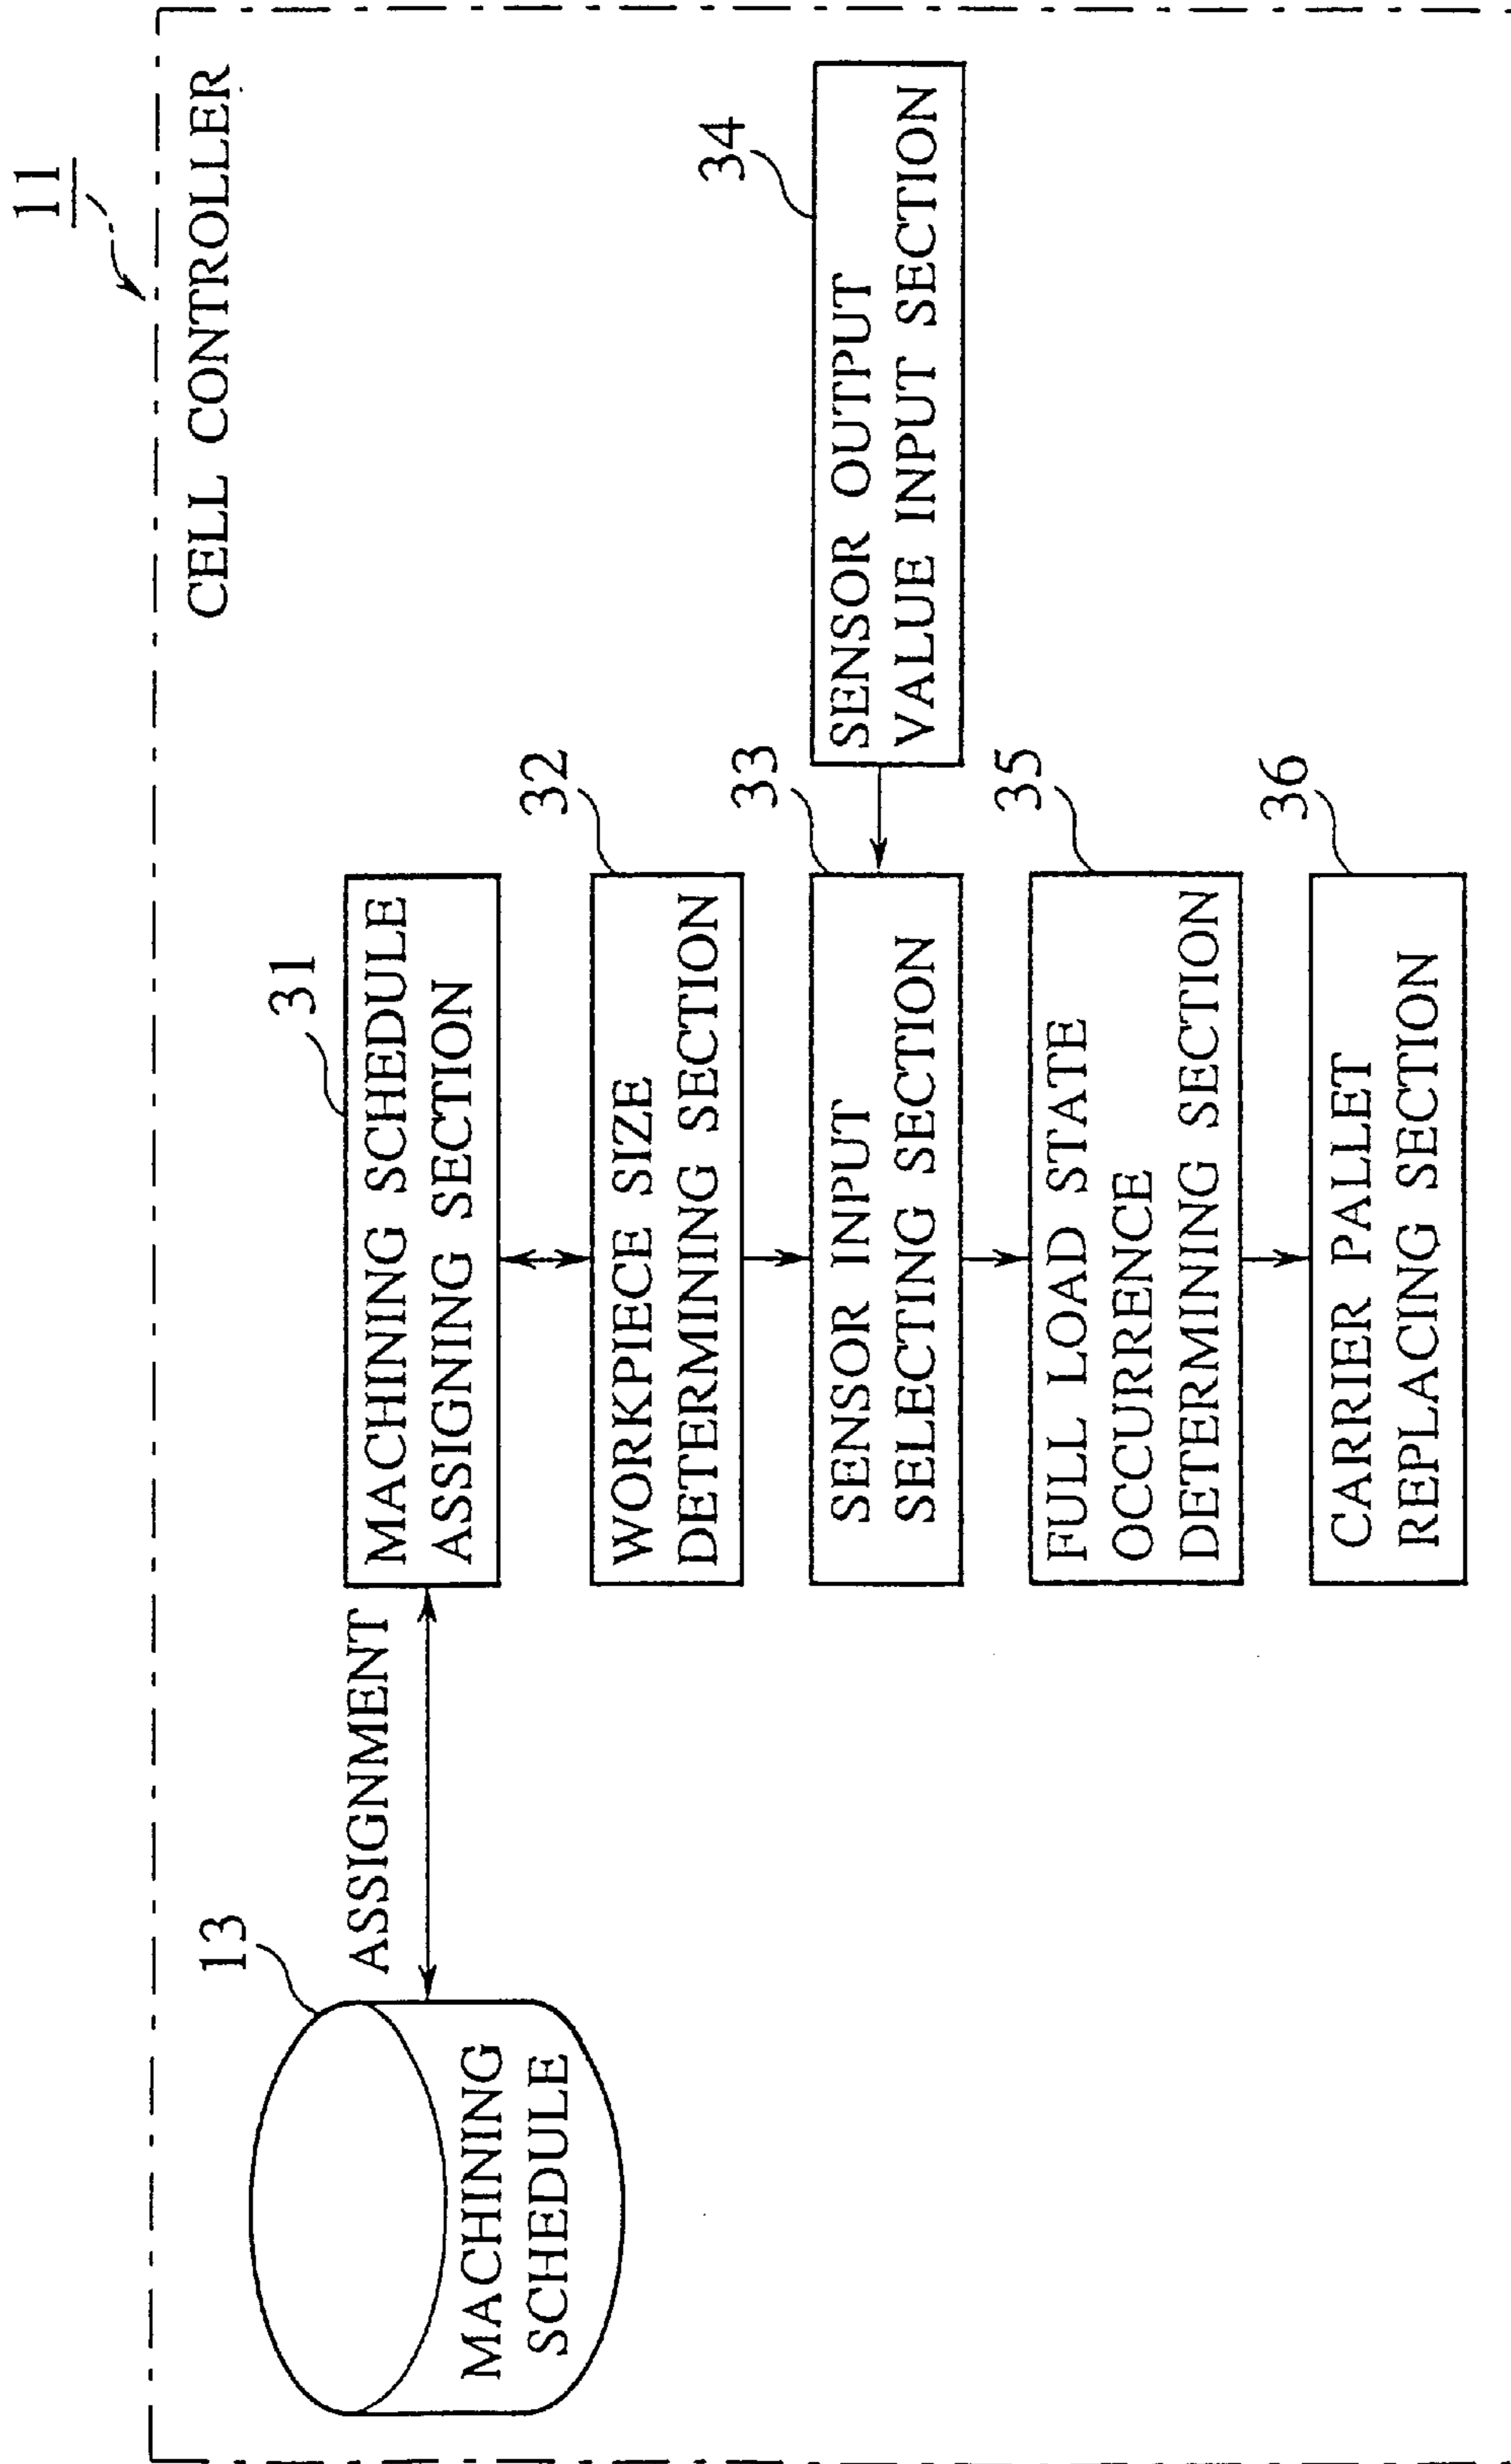 11
CELL CONTROLLER
13
MACHINING
SCHEDULE
ASSIGNMENT
31
MACHINING SCHEDULE
ASSIGNING SECTION
32
WORKPIECE SIZE
DETERMINING SECTION
33
SENSOR INPUT
SELECTING SECTION
34
SENSOR OUTPUT
VALUE INPUT SECTION
35
FULL LOAD STATE
OCCURRENCE
DETERMINING SECTION
36
CARRIER PALLET
REPLACING SECTION